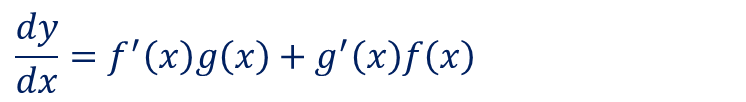 dy/dx = f′(x)g(x) + g′(x)f(x)